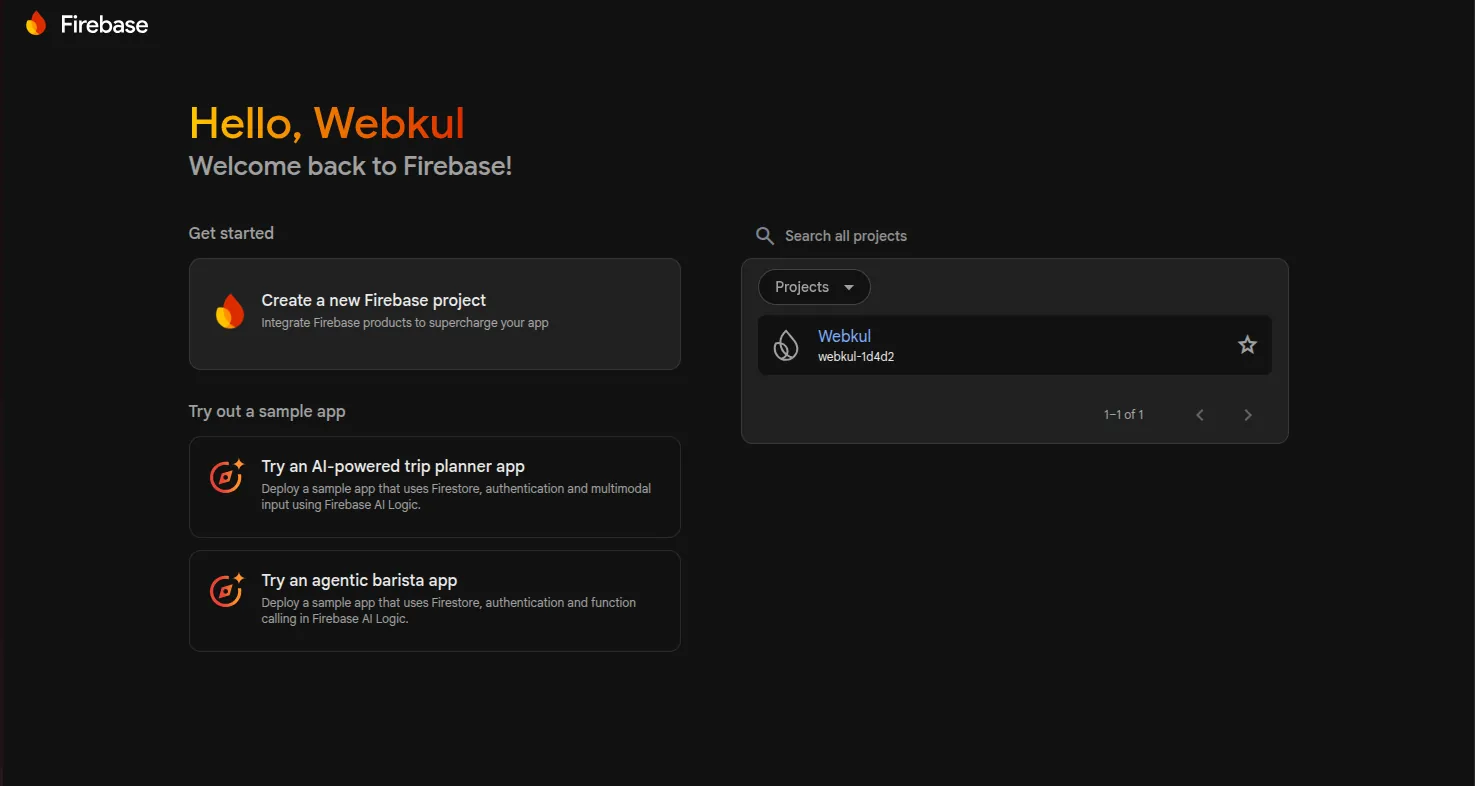 Firebase
Hello, Webkul
Welcome back to Firebase!
Get started
Create a new Firebase project
Integrate Firebase products to supercharge your app
Try out a sample app
Try an AI-powered trip planner app
Deploy a sample app that uses Firestore, authentication and multimodal
input using Firebase AI Logic.
Try an agentic barista app
Deploy a sample app that uses Firestore, authentication and function
calling in Firebase AI Logic.
Search all projects
Projects
Webkul
webkul-1d4d2
1–1 of 1